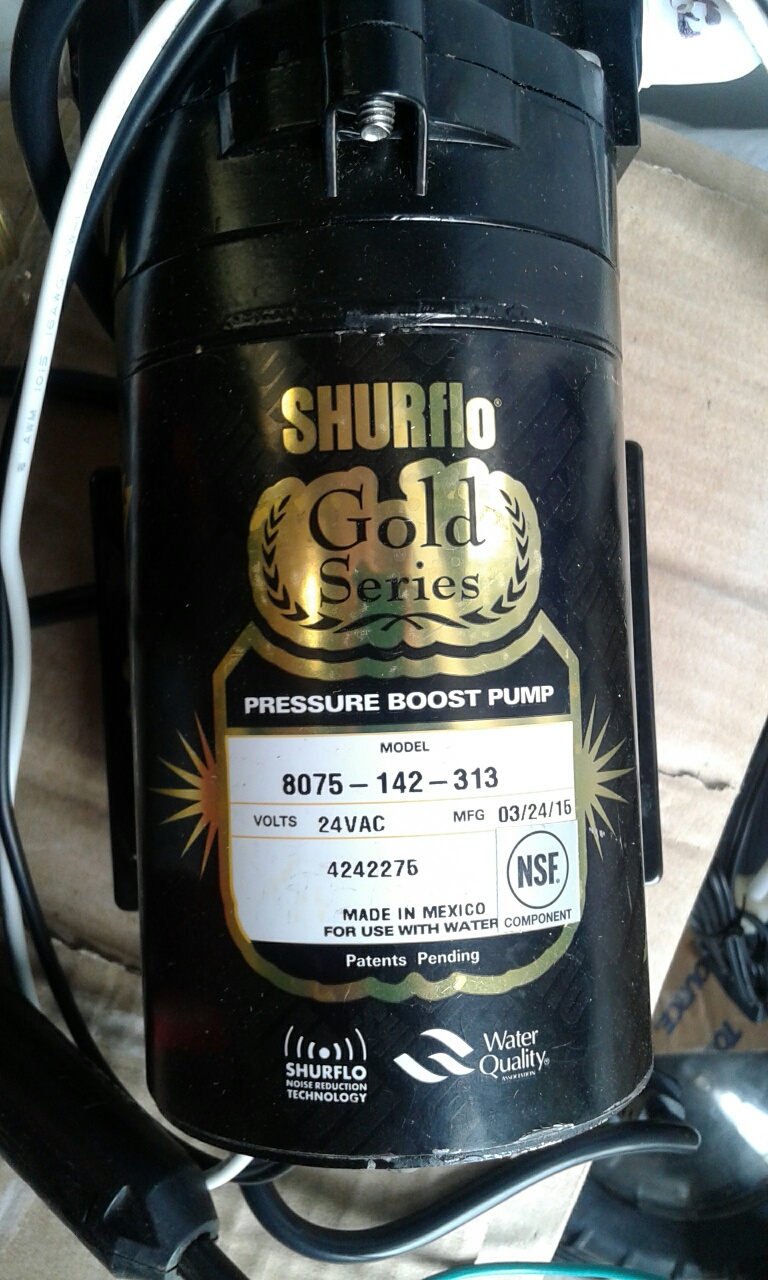 SHURflo®
Gold
Series
PRESSURE BOOST PUMP
MODEL
8075-142-313
VOLTS 24VAC MFG 03/24/15
4242275
NSF.
MADE IN MEXICO
FOR USE WITH WATER COMPONENT
Patents Pending
SHURFLO
NOISE REDUCTION
TECHNOLOGY
Water
Quality®
ASSOCIATION